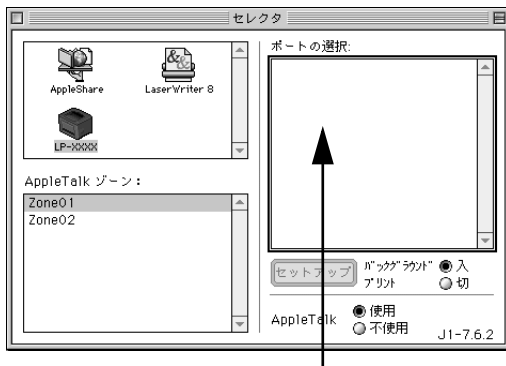 セレクタ
AppleShare
LaserWriter 8
LP-XXXX
AppleTalk ゾーン：
Zone01
Zone02
ポートの選択:
セットアップ
ﾊﾞｯｸｸﾞﾗｳﾝﾄﾞ
ﾌﾟﾘﾝﾄ
入
切
AppleTalk
使用
不使用
J1-7.6.2